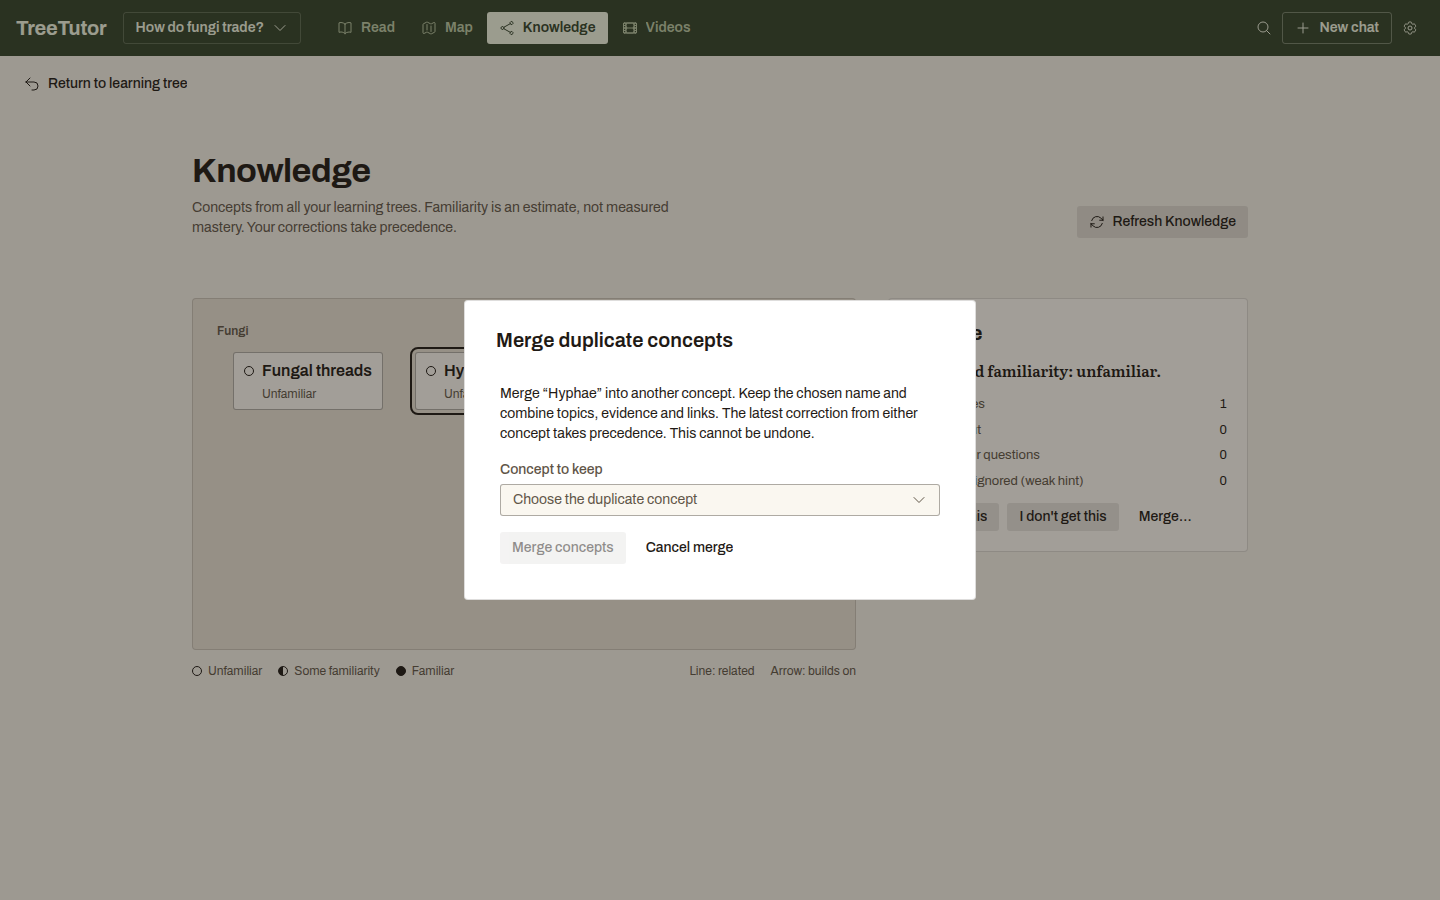 TreeTutor
How do fungi trade?
Read
Map
Knowledge
Videos
New chat
Return to learning tree
Knowledge
Concepts from all your learning trees. Familiarity is an estimate, not measured
mastery. Your corrections take precedence.
Refresh Knowledge
Fungi
Fungal threads
Unfamiliar
Hy
Unf
Merge duplicate concepts
Merge “Hyphae” into another concept. Keep the chosen name and
combine topics, evidence and links. The latest correction from either
concept takes precedence. This cannot be undone.
Concept to keep
Choose the duplicate concept
Merge concepts
Cancel merge
e
d familiarity: unfamiliar.
es 1
t 0
r questions 0
ignored (weak hint) 0
is
I don't get this
Merge...
Unfamiliar
Some familiarity
Familiar
Line: related
Arrow: builds on